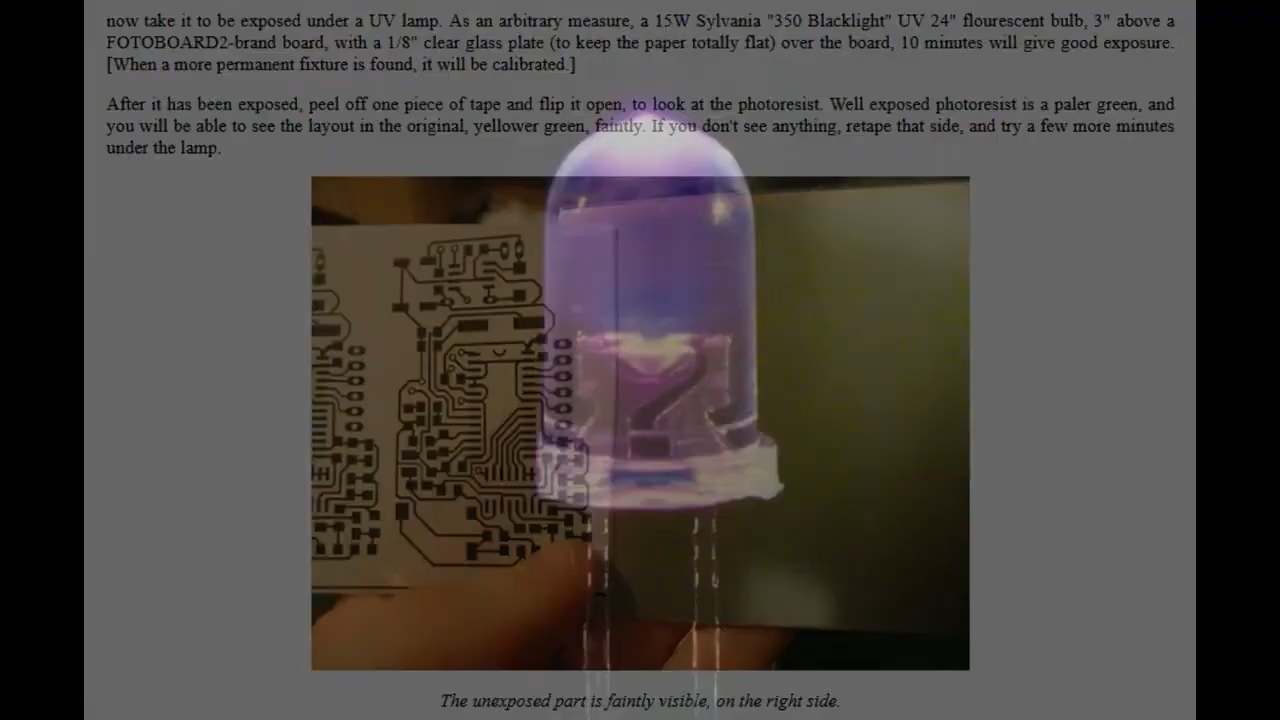 now take it to be exposed under a UV lamp. As an arbitrary measure, a 15W Sylvania "350 Blacklight" UV 24" flourescent bulb, 3" above a
FOTOBOARD2-brand board, with a 1/8" clear glass plate (to keep the paper totally flat) over the board, 10 minutes will give good exposure.
[When a more permanent fixture is found, it will be calibrated.]
After it has been exposed, peel off one piece of tape and flip it open, to look at the photoresist. Well exposed photoresist is a paler green, and
you will be able to see the layout in the original, yellower green, faintly. If you don't see anything, retape that side, and try a few more minutes
under the lamp.
The unexposed part is faintly visible, on the right side.